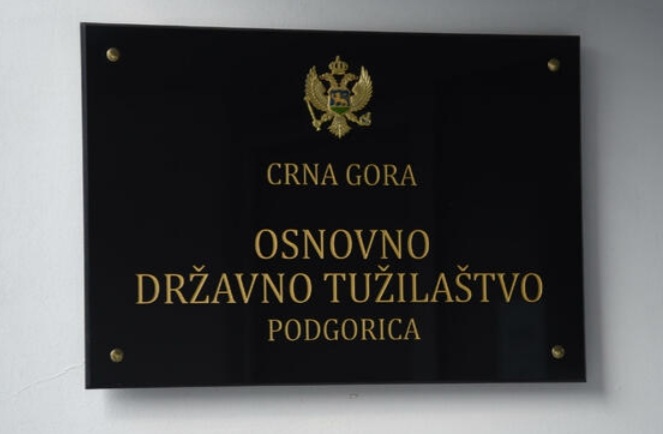 CRNA GORA
OSNOVNO
DRŽAVNO TUŽILAŠTVO
PODGORICA